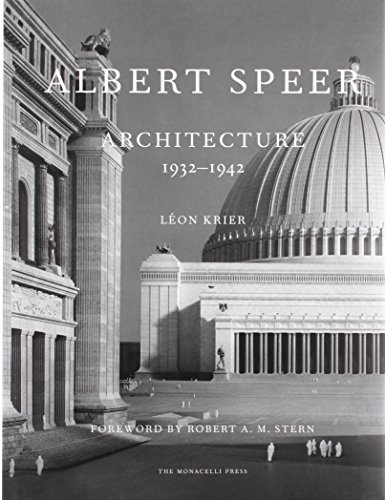 ALBERT SPEER
ARCHITECTURE
1932–1942
LÉON KRIER
FOREWORD BY ROBERT A. M. STERN
THE MONACELLI PRESS